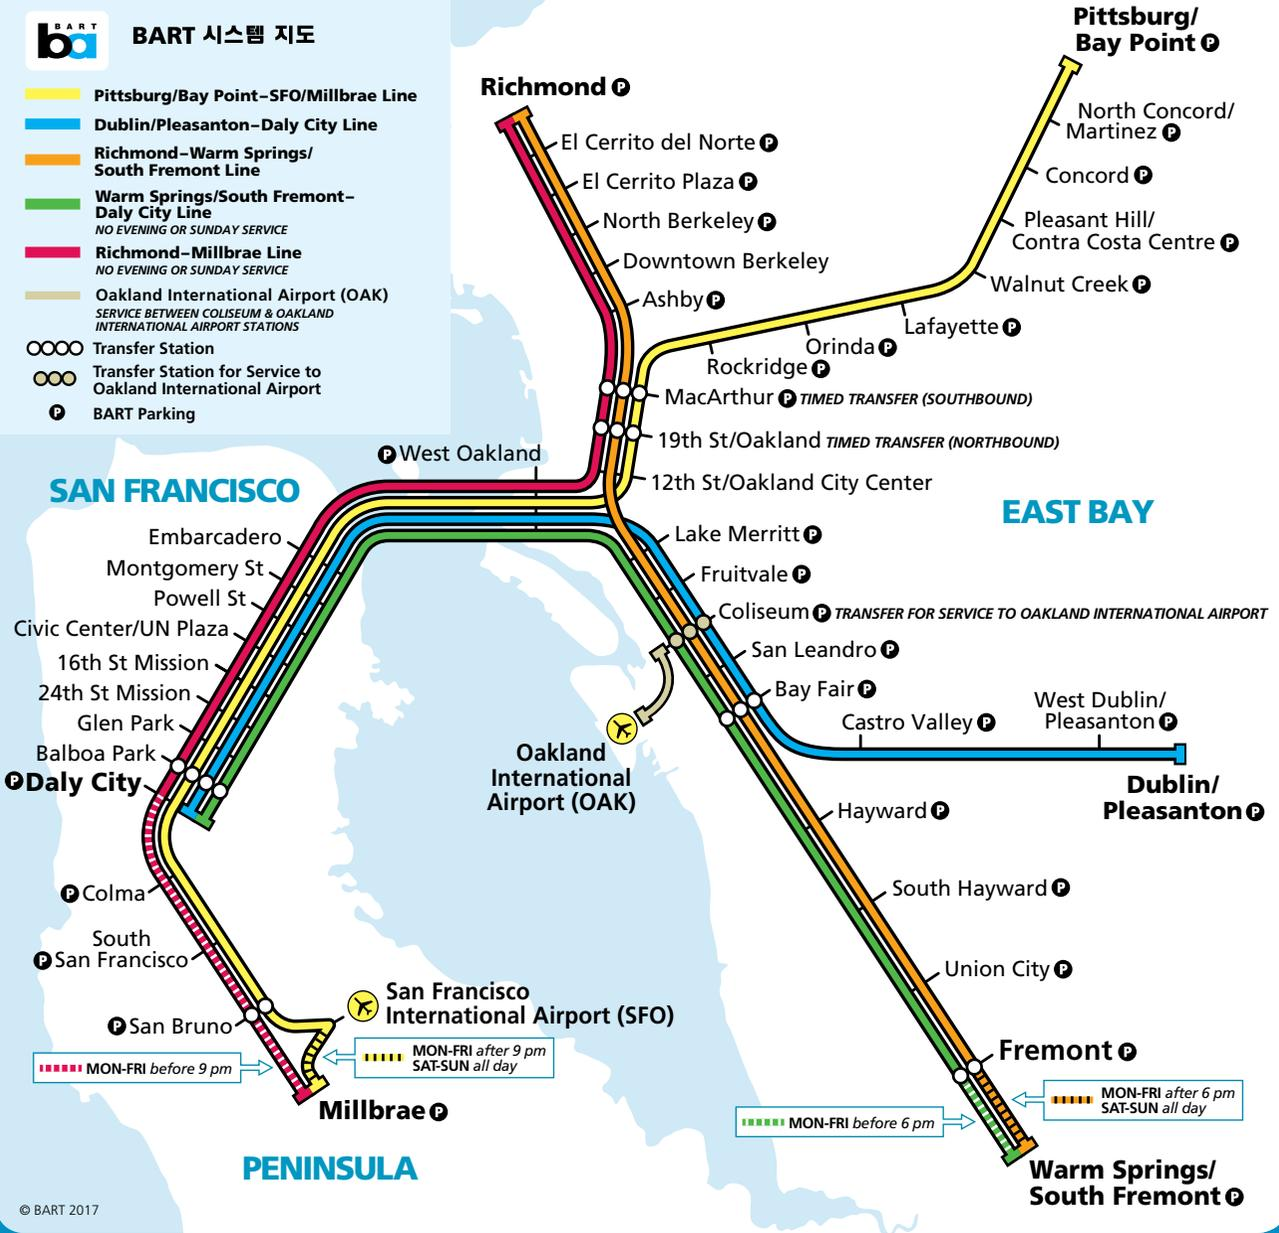 BART
ba
BART 시스템 지도
Pittsburg/Bay Point–SFO/Millbrae Line
Dublin/Pleasanton–Daly City Line
Richmond–Warm Springs/
South Fremont Line
Warm Springs/South Fremont–
Daly City Line
NO EVENING OR SUNDAY SERVICE
Richmond–Millbrae Line
NO EVENING OR SUNDAY SERVICE
Oakland International Airport (OAK)
SERVICE BETWEEN COLISEUM & OAKLAND
INTERNATIONAL AIRPORT STATIONS
Transfer Station
Transfer Station for Service to
Oakland International Airport
P BART Parking
Pittsburg/
Bay Point P
North Concord/
Martinez P
Concord P
Pleasant Hill/
Contra Costa Centre P
Walnut Creek P
Lafayette P
Orinda P
Rockridge P
Richmond P
El Cerrito del Norte P
El Cerrito Plaza P
North Berkeley P
Downtown Berkeley
Ashby P
MacArthur P TIMED TRANSFER (SOUTHBOUND)
19th St/Oakland TIMED TRANSFER (NORTHBOUND)
12th St/Oakland City Center
P West Oakland
SAN FRANCISCO
EAST BAY
Embarcadero
Montgomery St
Powell St
Civic Center/UN Plaza
16th St Mission
24th St Mission
Glen Park
Balboa Park
P Daly City
P Colma
South
P San Francisco
P San Bruno
San Francisco
International Airport (SFO)
MON-FRI before 9 pm
MON-FRI after 9 pm
SAT-SUN all day
Millbrae P
PENINSULA
Lake Merritt P
Fruitvale P
Coliseum P TRANSFER FOR SERVICE TO OAKLAND INTERNATIONAL AIRPORT
San Leandro P
Bay Fair P
Oakland
International
Airport (OAK)
Castro Valley P
West Dublin/
Pleasanton P
Dublin/
Pleasanton P
Hayward P
South Hayward P
Union City P
Fremont P
MON-FRI after 6 pm
SAT-SUN all day
MON-FRI before 6 pm
Warm Springs/
South Fremont P
© BART 2017